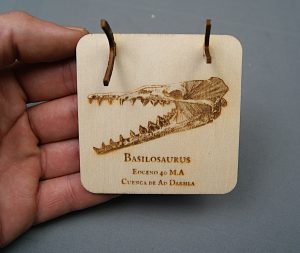 Basilosaurus
Eoceno 40 M.A
Cuenca de Ad Dakhla